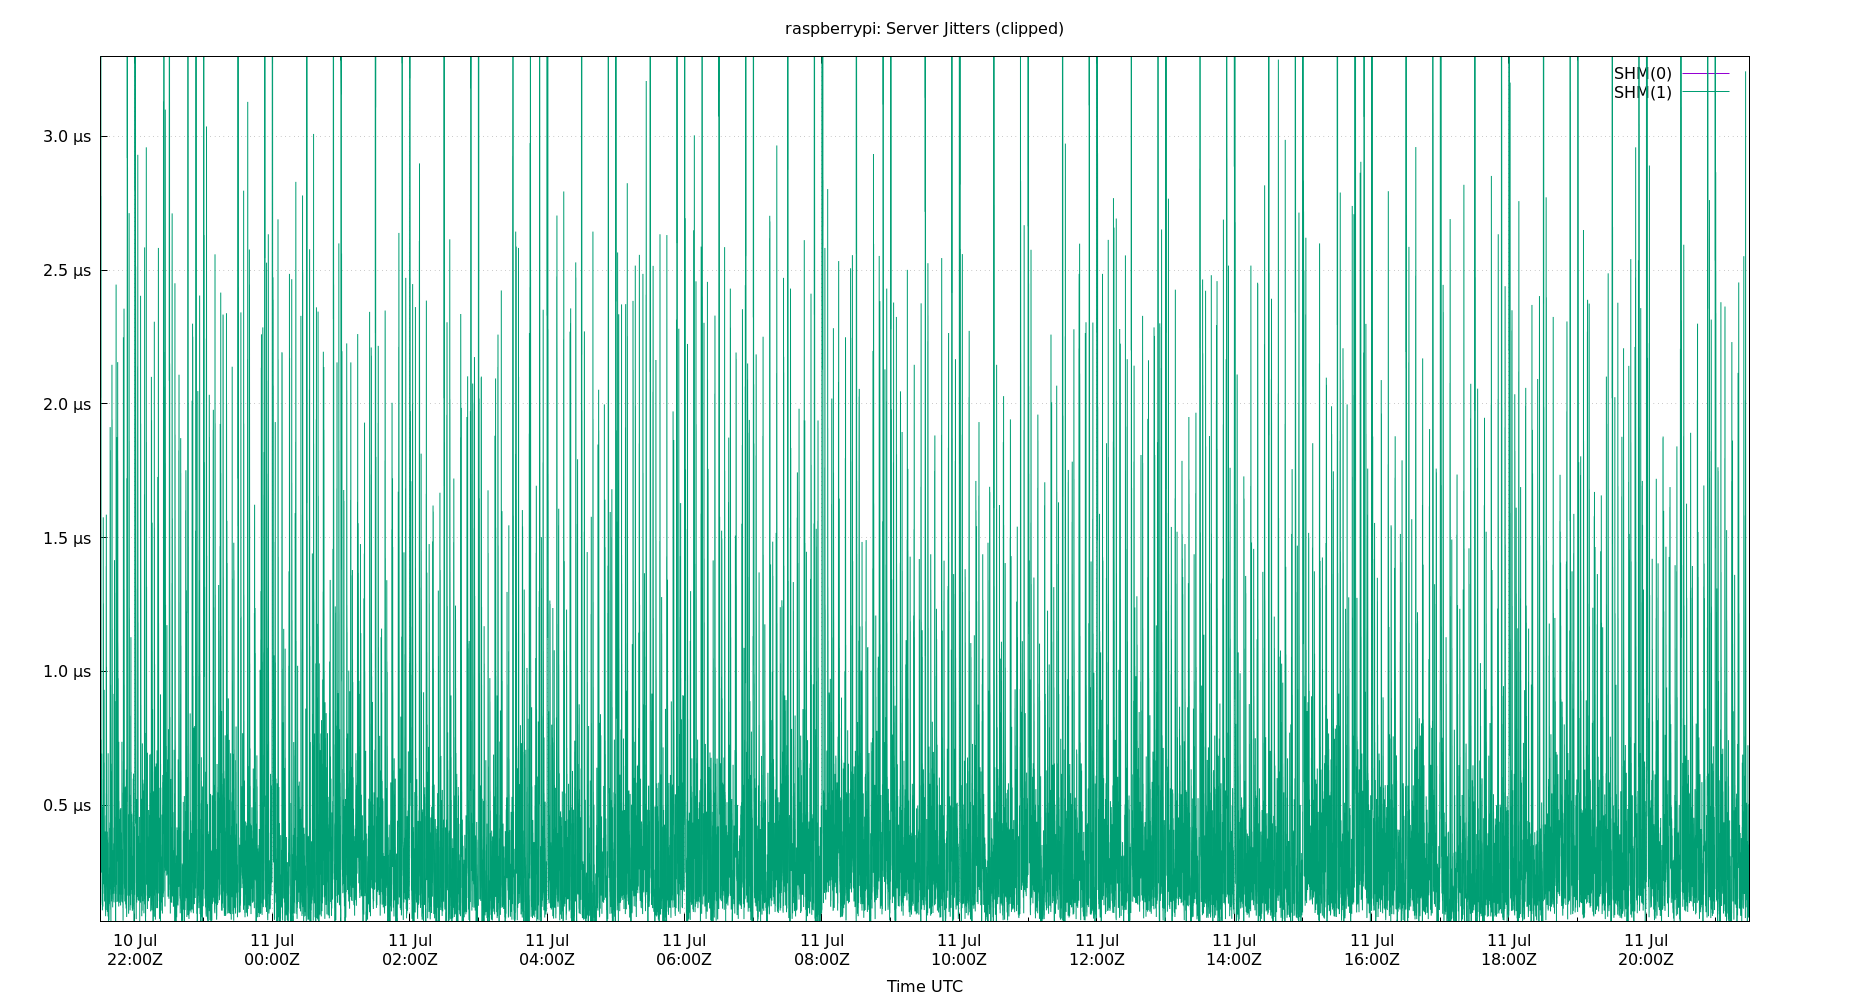 raspberrypi: Server Jitters (clipped)
SHM(0)
SHM(1)
3.0 µs
2.5 µs
2.0 µs
1.5 µs
1.0 µs
0.5 µs
10 Jul 11 Jul 11 Jul 11 Jul 11 Jul 11 Jul 11 Jul 11 Jul 11 Jul 11 Jul 11 Jul 11 Jul
22:00Z 00:00Z 02:00Z 04:00Z 06:00Z 08:00Z 10:00Z 12:00Z 14:00Z 16:00Z 18:00Z 20:00Z
Time UTC